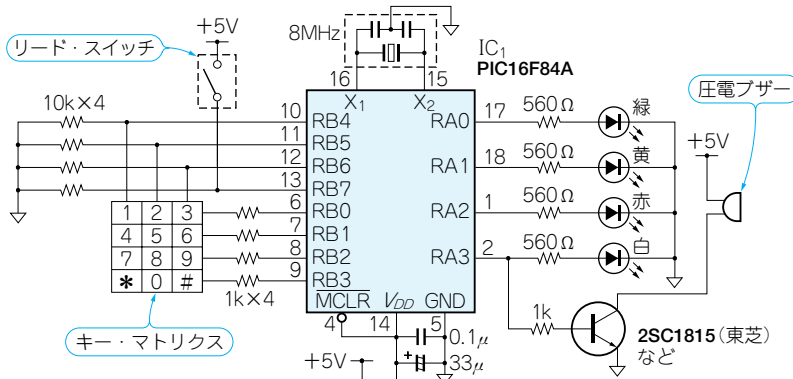 リード・スイッチ
+5V
8MHz
16
15
X1
X2
IC1
PIC16F84A
圧電ブザー
10k×4
10
11
12
13
6
7
8
9
RB4
RB5
RB6
RB7
RB0
RB1
RB2
RB3
RA0
RA1
RA2
RA3
17
18
1
2
560Ω
560Ω
560Ω
560Ω
緑
黄
赤
白
+5V
1 2 3
4 5 6
7 8 9
* 0 #
1k×4
キー・マトリクス
MCLR
VDD
GND
4
14
5
0.1μ
33μ
+
+5V
1k
2SC1815(東芝)
など